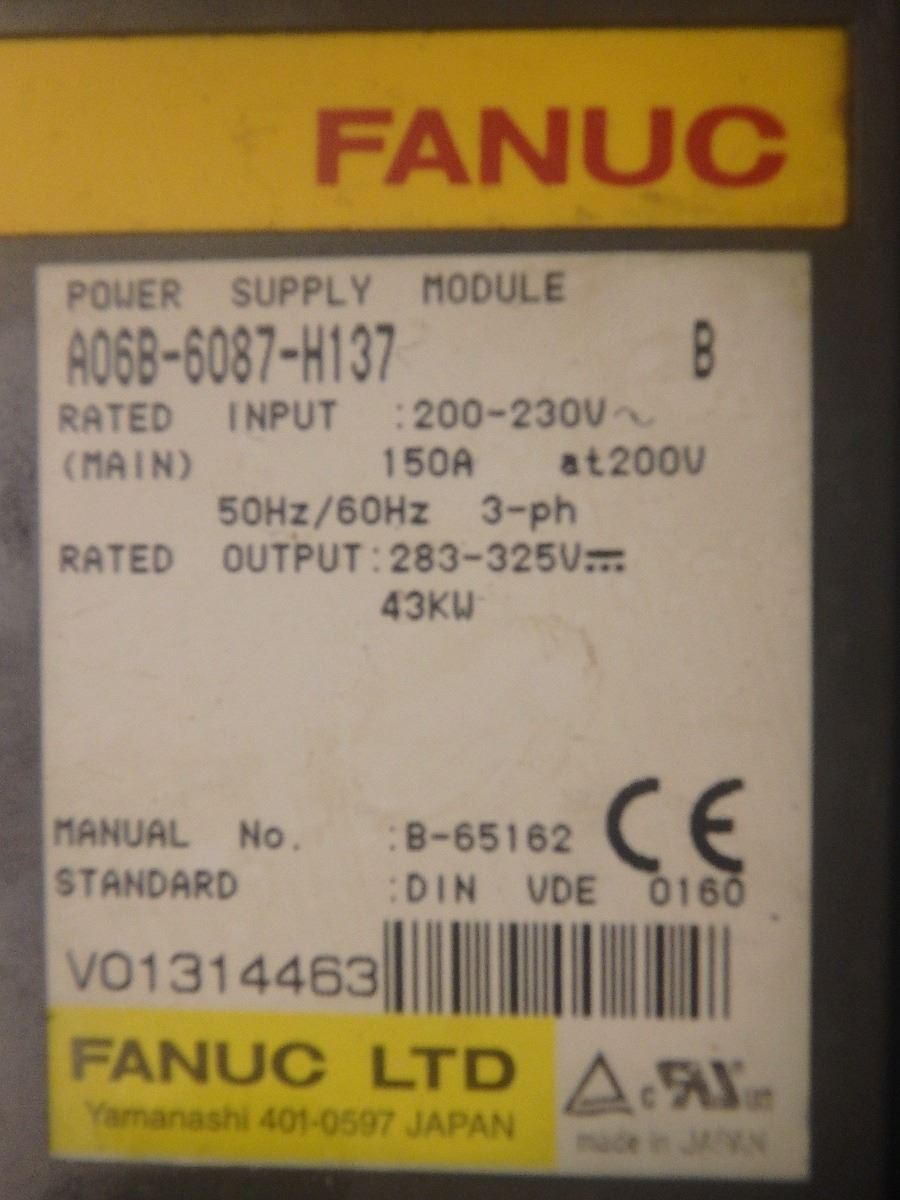 FANUC
POWER SUPPLY MODULE
A06B-6087-H137 B
RATED INPUT :200-230V~
(MAIN) 150A at200V
50Hz/60Hz 3-ph
RATED OUTPUT:283-325V⎓
43KW
MANUAL No. :B-65162 CE
STANDARD :DIN VDE 0160
V01314463
FANUC LTD
Yamanashi 401-0597 JAPAN
c us
made in JAPAN